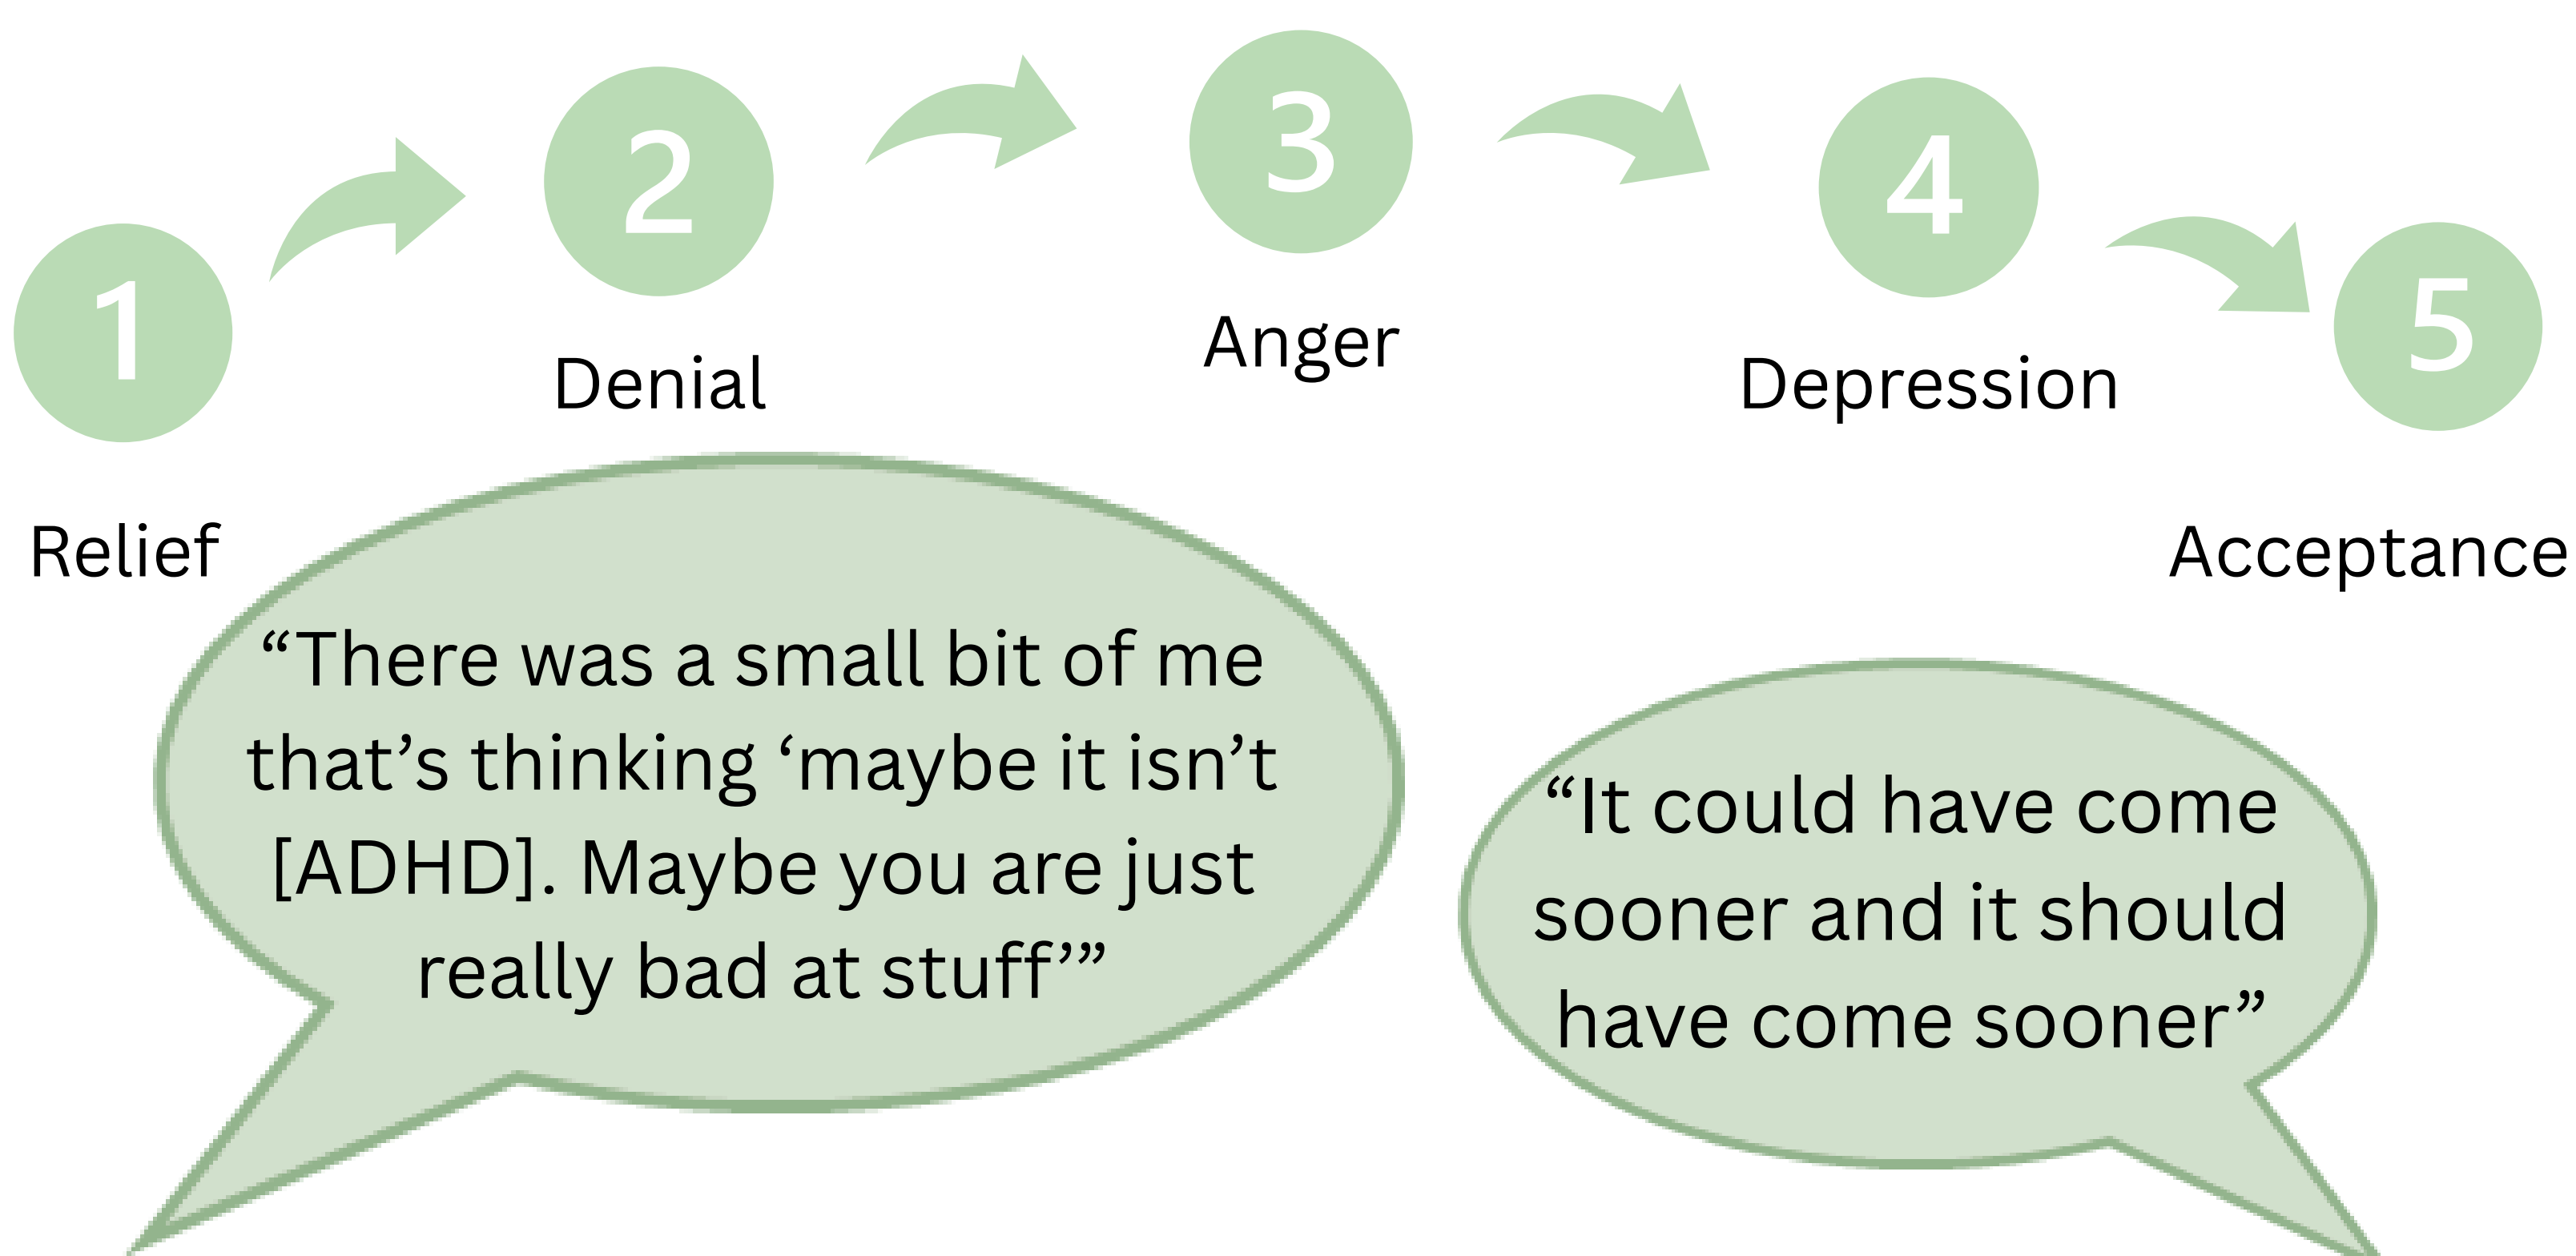 1
2
3
4
5
Relief
Denial
Anger
Depression
Acceptance
“There was a small bit of me
that’s thinking ‘maybe it isn’t
[ADHD]. Maybe you are just
really bad at stuff’”
“It could have come
sooner and it should
have come sooner”